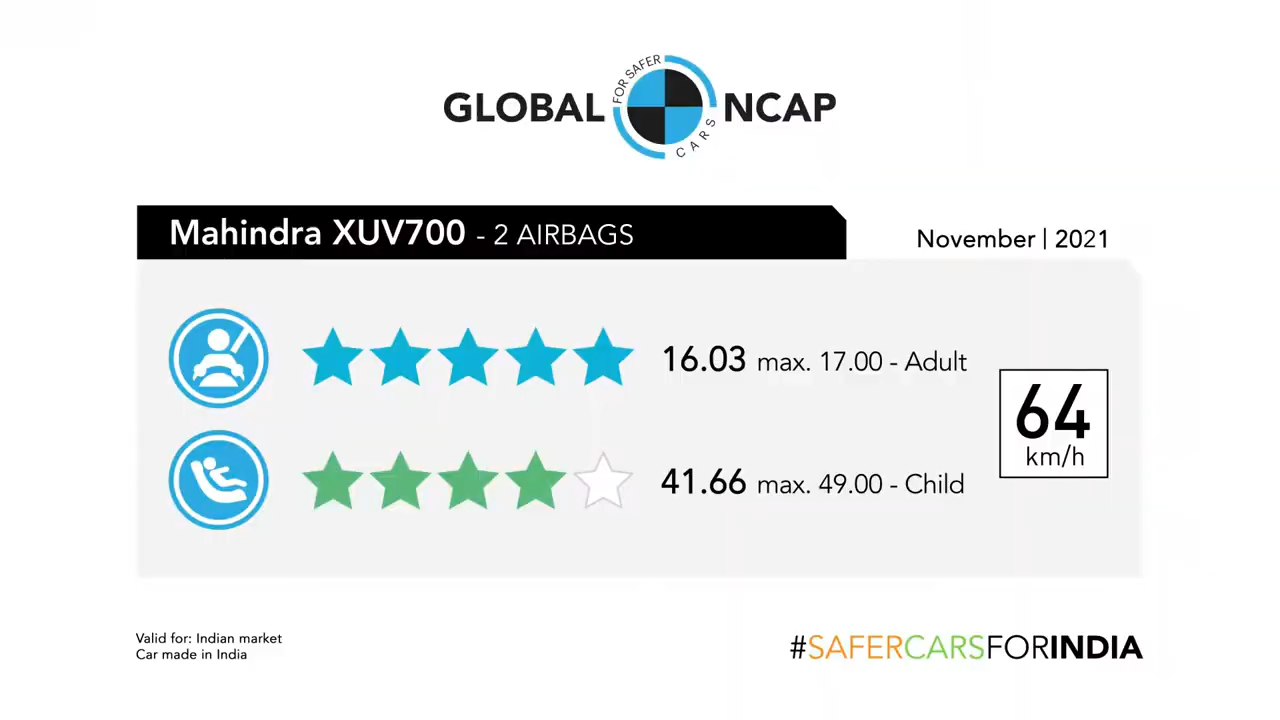 GLOBAL FOR SAFER CARS NCAP
Mahindra XUV700 - 2 AIRBAGS
November | 2021
16.03 max. 17.00 - Adult
41.66 max. 49.00 - Child
64
km/h
Valid for: Indian market
Car made in India
#SAFERCARSFORINDIA